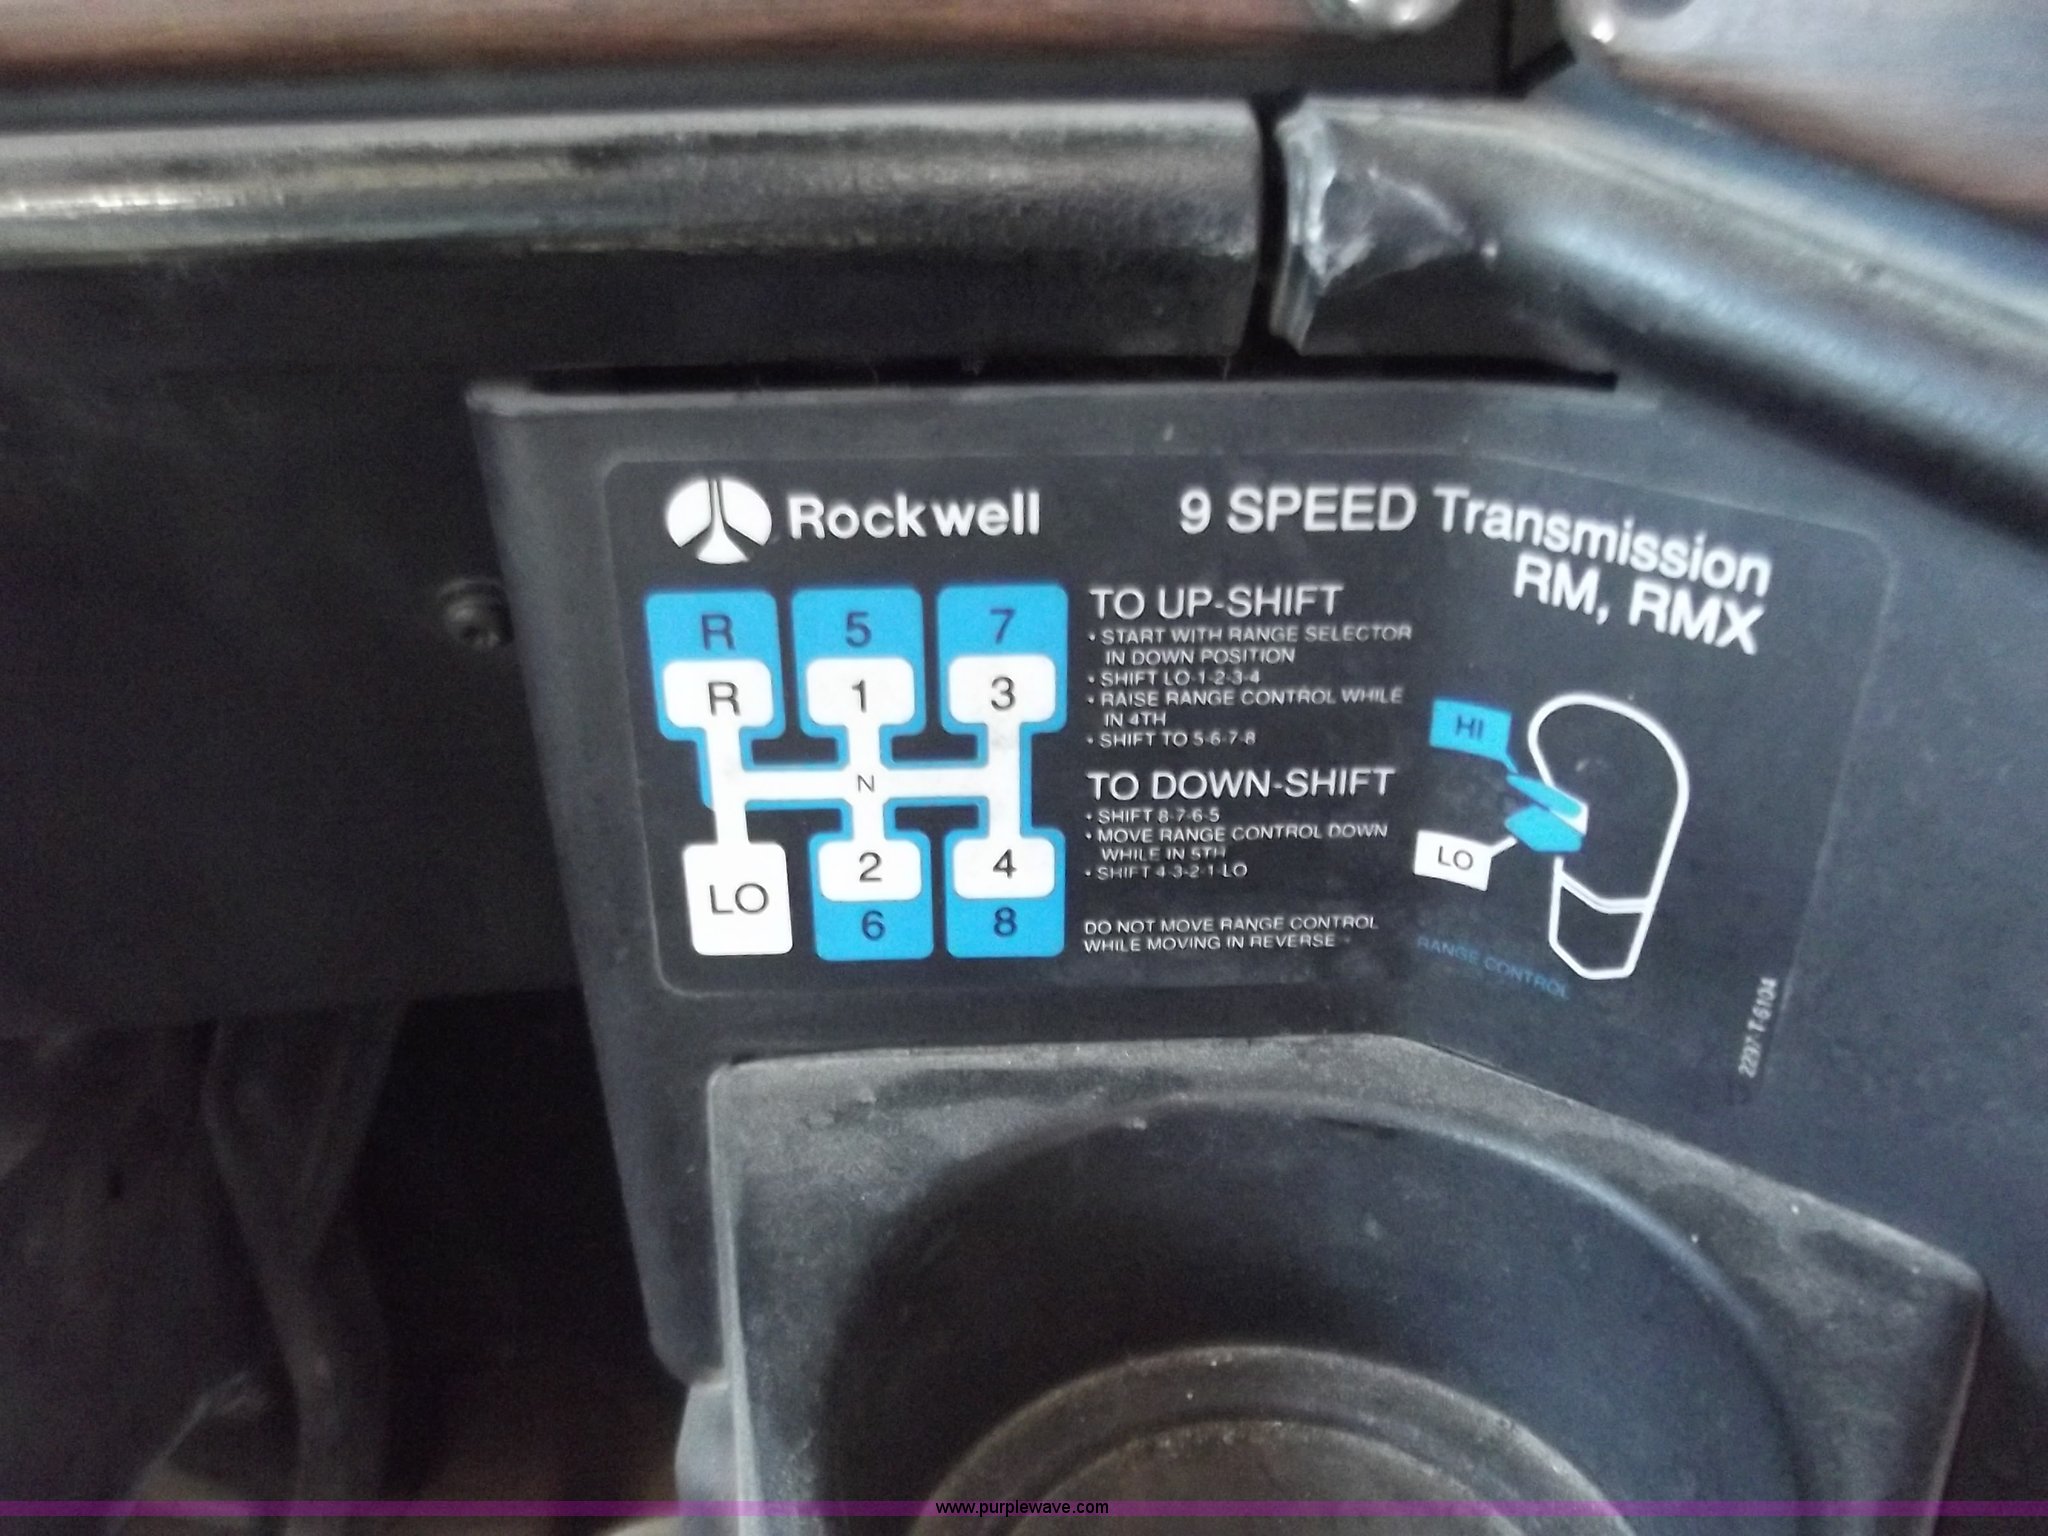 Rockwell
9 SPEED Transmission
RM, RMX
R 5 7
R 1 3
N
LO 2 4
6 8
TO UP-SHIFT
• START WITH RANGE SELECTOR
IN DOWN POSITION
• SHIFT LO-1-2-3-4
• RAISE RANGE CONTROL WHILE
IN 4TH
• SHIFT TO 5-6-7-8
TO DOWN-SHIFT
• SHIFT 8-7-6-5
• MOVE RANGE CONTROL DOWN
WHILE IN 5TH
• SHIFT 4-3-2-1-LO
DO NOT MOVE RANGE CONTROL
WHILE MOVING IN REVERSE
HI
LO
RANGE CONTROL
2297-T-6104
www.purplewave.com